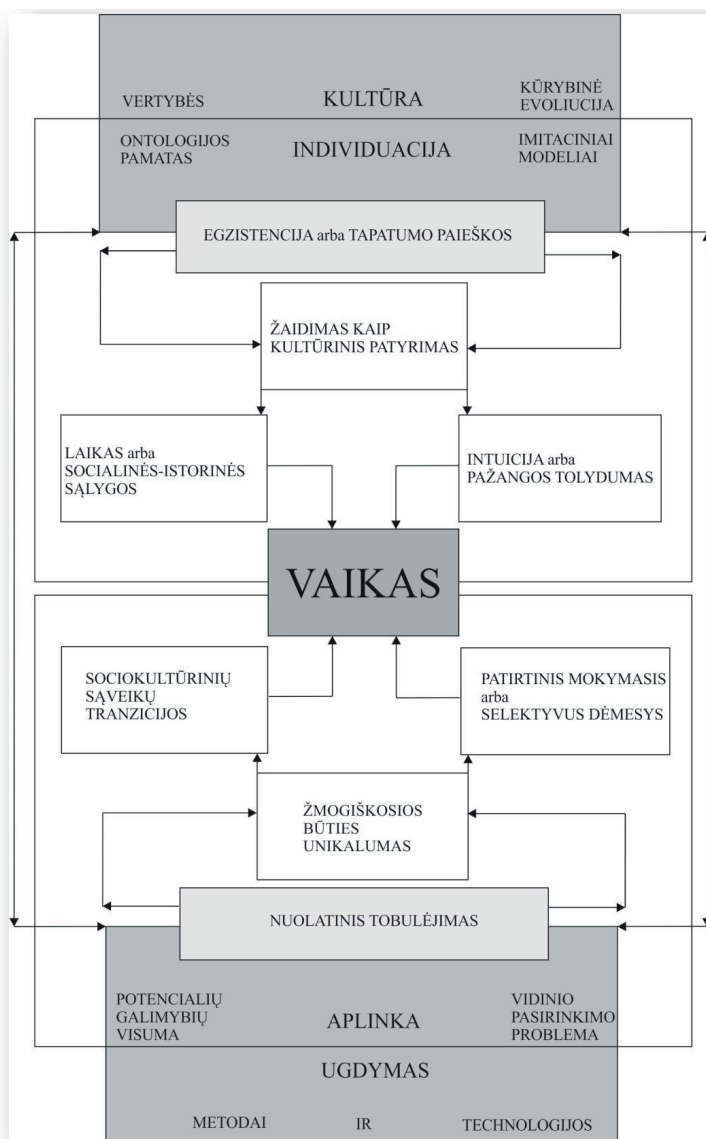 VERTYBĖS
KULTŪRA
KŪRYBINĖ
EVOLIUCIJA
ONTOLOGIJOS
PAMATAS
INDIVIDUACIJA
IMITACINIAI
MODELIAI
EGZISTENCIJA arba TAPATUMO PAIEŠKOS
ŽAIDIMAS KAIP
KULTŪRINIS PATYRIMAS
LAIKAS arba
SOCIALINĖS-ISTORINĖS
SĄLYGOS
INTUICIJA arba
PAŽANGOS TOLYDUMAS
VAIKAS
SOCIOKULTŪRINIŲ
SĄVEIKŲ
TRANZICIJOS
PATIRTINIS MOKYMASIS
arba
SELEKTYVUS DĖMESYS
ŽMOGIŠKOSIOS
BŪTIES
UNIKALUMAS
NUOLATINIS TOBULĖJIMAS
POTENCIALIŲ
GALIMYBIŲ
VISUMA
APLINKA
VIDINIO
PASIRINKIMO
PROBLEMA
UGDYMAS
METODAI IR TECHNOLOGIJOS